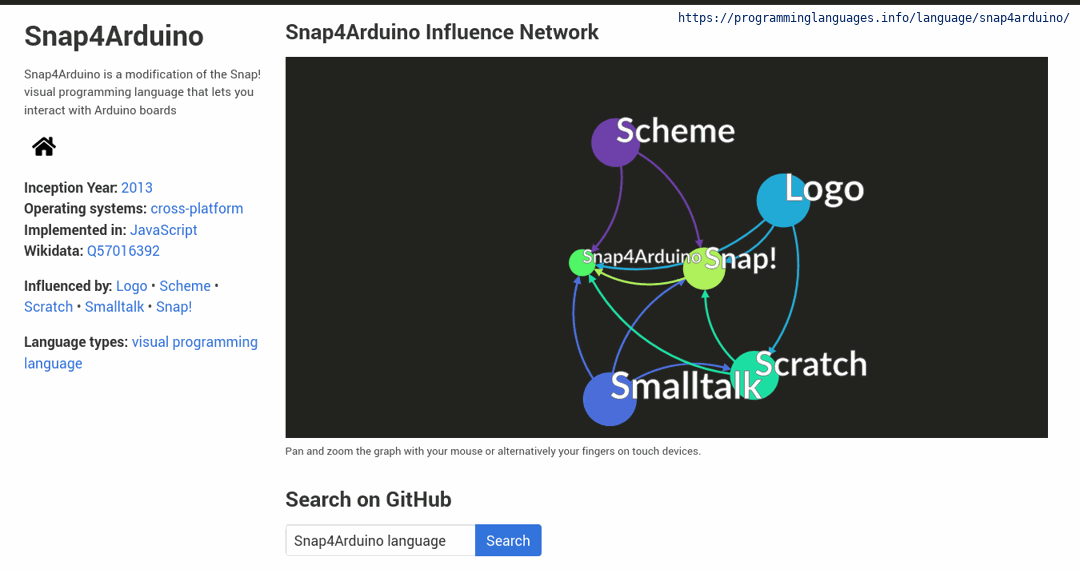 https://programminglanguages.info/language/snap4arduino/
Snap4Arduino
Snap4Arduino is a modification of the Snap!
visual programming language that lets you
interact with Arduino boards
Inception Year: 2013
Operating systems: cross-platform
Implemented in: JavaScript
Wikidata: Q57016392
Influenced by: Logo • Scheme •
Scratch • Smalltalk • Snap!
Language types: visual programming
language
Snap4Arduino Influence Network
Scheme
Logo
Snap4Arduino
Snap!
Scratch
Smalltalk
Pan and zoom the graph with your mouse or alternatively your fingers on touch devices.
Search on GitHub
Snap4Arduino language
Search